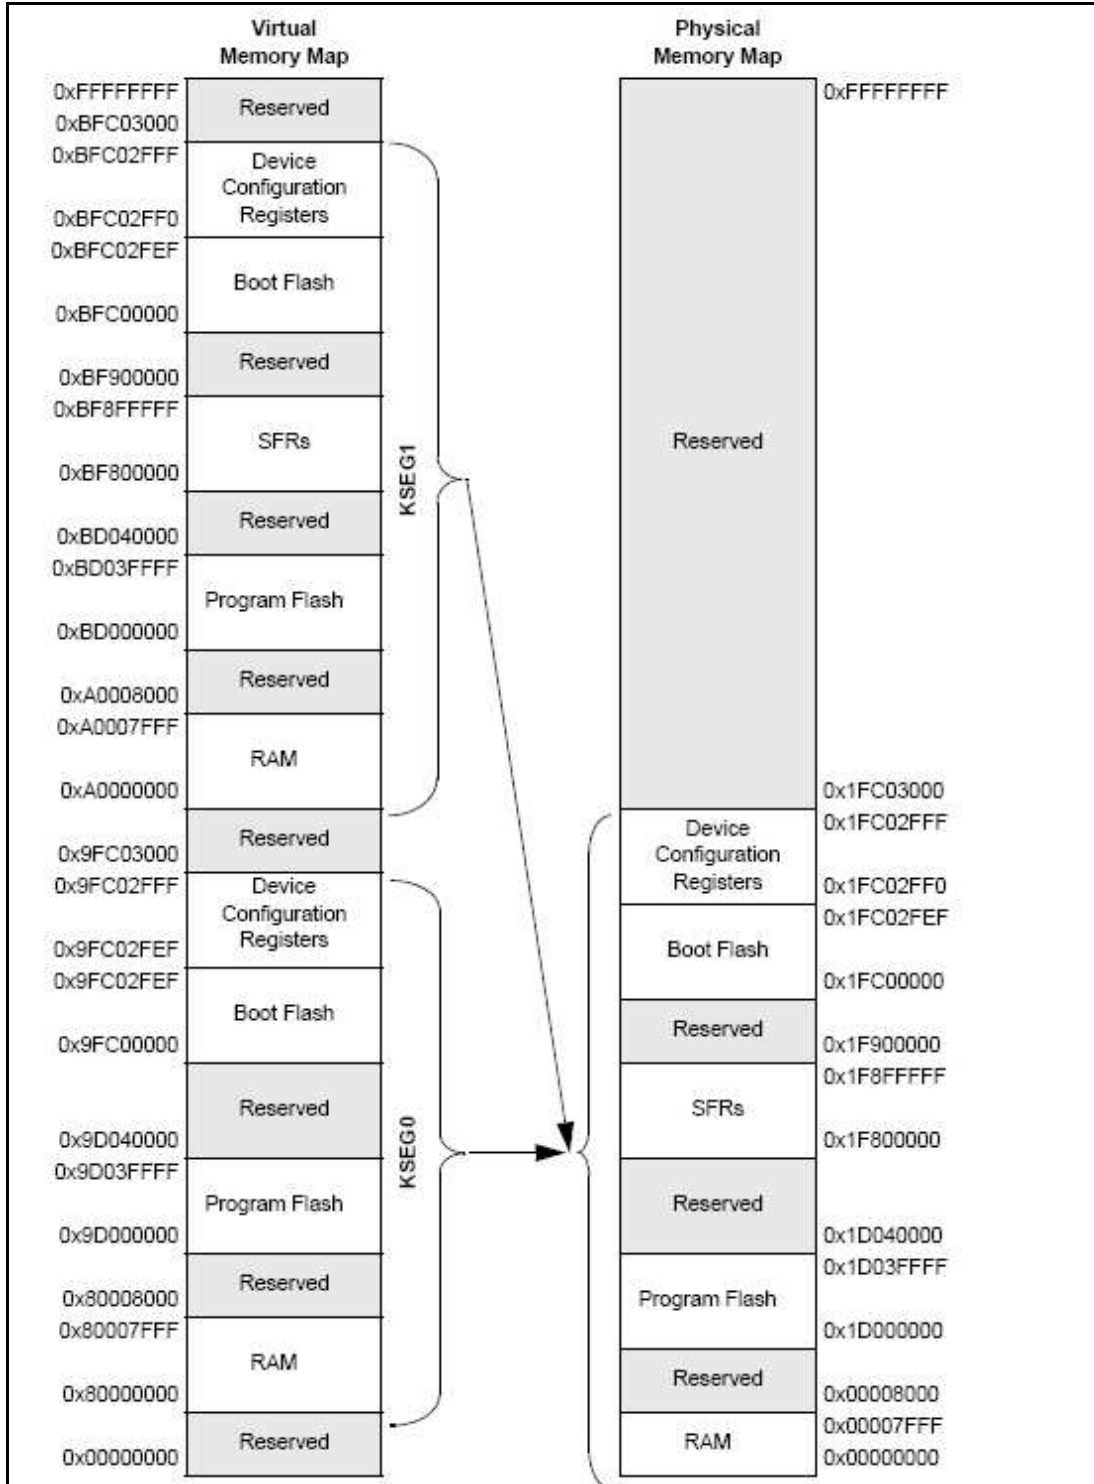 Virtual
Memory Map
0xFFFFFFFF
Reserved
0xBFC03000
0xBFC02FFF
Device
Configuration
Registers
0xBFC02FF0
0xBFC02FEF
Boot Flash
0xBFC00000
Reserved
0xBF900000
0xBF8FFFFF
SFRs
0xBF800000
Reserved
0xBD040000
0xBD03FFFF
Program Flash
0xBD000000
Reserved
0xA0008000
0xA0007FFF
RAM
0xA0000000
KSEG1
Reserved
0x9FC03000
0x9FC02FFF
Device
Configuration
Registers
0x9FC02FEF
0x9FC02FEF
Boot Flash
0x9FC00000
Reserved
0x9D040000
0x9D03FFFF
Program Flash
0x9D000000
Reserved
0x80008000
0x80007FFF
RAM
0x80000000
KSEG0
Reserved
0x00000000
Physical
Memory Map
0xFFFFFFFF
Reserved
0x1FC03000
0x1FC02FFF
Device
Configuration
Registers
0x1FC02FF0
0x1FC02FEF
Boot Flash
0x1FC00000
Reserved
0x1F900000
0x1F8FFFFF
SFRs
0x1F800000
Reserved
0x1D040000
0x1D03FFFF
Program Flash
0x1D000000
Reserved
0x00008000
0x00007FFF
RAM
0x00000000